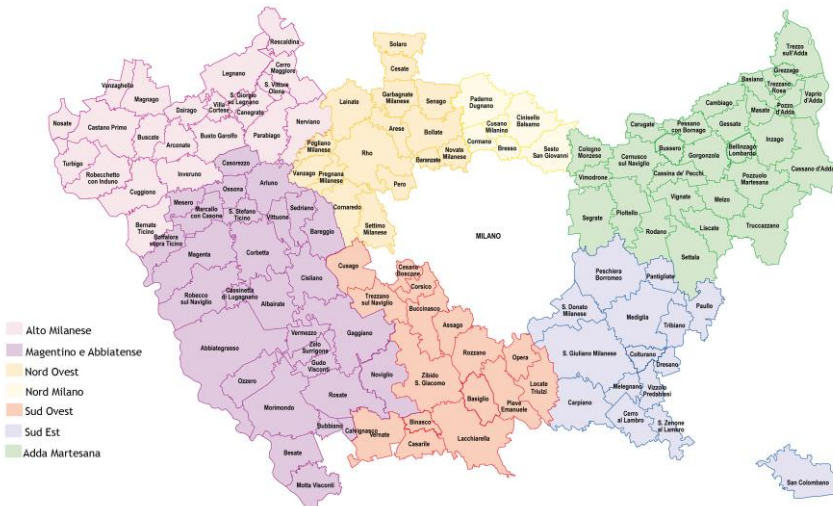 Rescaldina
Legnano
Cerro
Maggiore
Vanzaghello
Magnago
Dairago
Villa
Cortese
S. Giorgio
su Legnano
S. Vittore
Olona
Canegrate
Nosate
Castano Primo
Buscate
Arconate
Busto Garolfo
Parabiago
Nerviano
Turbigo
Robecchetto
con Induno
Cuggiono
Inveruno
Bernate
Ticino
Casorezzo
Mesero
Ossona
Arluno
Marcallo
con Casone
S. Stefano
Ticino
Vittuone
Sedriano
Bareggio
Boffalora
sopra Ticino
Magenta
Corbetta
Cisliano
Robecco
sul Naviglio
Cassinetta
di Lugagnano
Albairate
Abbiategrasso
Vermezzo
Zelo
Surrigone
Gudo
Visconti
Gaggiano
Ozzero
Rosate
Noviglio
Morimondo
Bubbiano
Calvignasco
Besate
Motta Visconti
Solaro
Cesate
Garbagnate
Milanese
Lainate
Senago
Arese
Bollate
Pogliano
Milanese
Rho
Baranzate
Novate
Milanese
Vanzago
Pregnana
Milanese
Pero
Cornaredo
Settimo
Milanese
Paderno
Dugnano
Cusano
Milanino
Cinisello
Balsamo
Cormano
Bresso
Sesto
San Giovanni
MILANO
Cusago
Cesano
Boscone
Corsico
Trezzano
sul Naviglio
Buccinasco
Assago
Rozzano
Opera
Zibido
S. Giacomo
Basiglio
Locate
Triulzi
Pieve
Emanuele
Vernate
Binasco
Casarile
Lacchiarella
Peschiera
Borromeo
Pantigliate
S. Donato
Milanese
Mediglia
Paullo
Tribiano
S. Giuliano Milanese
Colturano
Dresano
Melegnano
Vizzolo
Predabissi
Carpiano
Cerro
al Lambro
S. Zenone
al Lambro
San Colombano
Trezzo
sull'Adda
Grezzago
Basiano
Trezzano
Rosa
Vaprio
d'Adda
Cambiago
Masate
Pozzo
d'Adda
Carugate
Pessano
con Bornago
Gessate
Cologno
Monzese
Cernusco
sul Naviglio
Bussero
Gorgonzola
Bellinzago
Lombardo
Inzago
Vimodrone
Cassina de' Pecchi
Pozzuolo
Martesana
Cassano d'Adda
Vignate
Melzo
Segrate
Pioltello
Rodano
Liscate
Truccazzano
Settala
Alto Milanese
Magentino e Abbiatense
Nord Ovest
Nord Milano
Sud Ovest
Sud Est
Adda Martesana